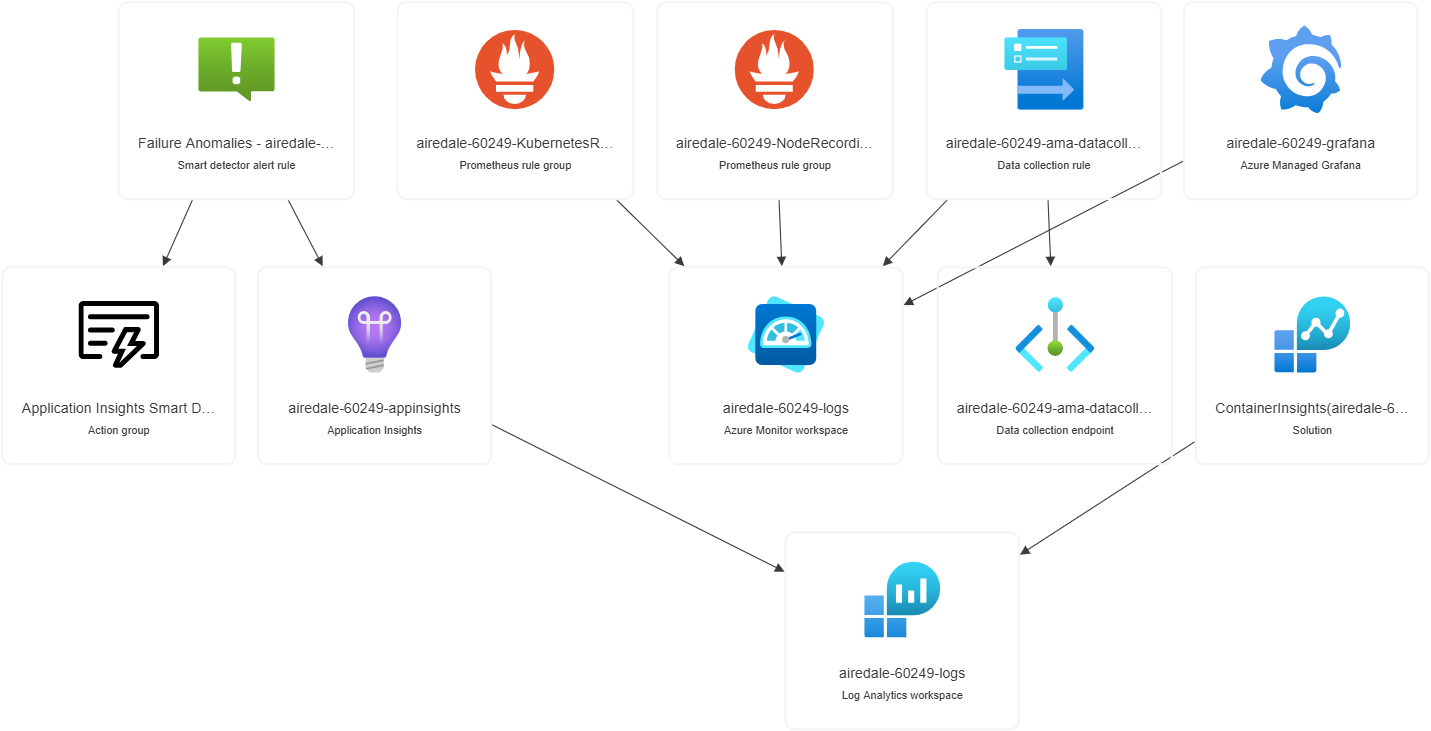 Failure Anomalies - airedale-...
Smart detector alert rule
airedale-60249-KubernetesR...
Prometheus rule group
airedale-60249-NodeRecordi...
Prometheus rule group
airedale-60249-ama-datacoll...
Data collection rule
airedale-60249-grafana
Azure Managed Grafana
Application Insights Smart D...
Action group
airedale-60249-appinsights
Application Insights
airedale-60249-logs
Azure Monitor workspace
airedale-60249-ama-datacoll...
Data collection endpoint
ContainerInsights(airedale-6...
Solution
airedale-60249-logs
Log Analytics workspace